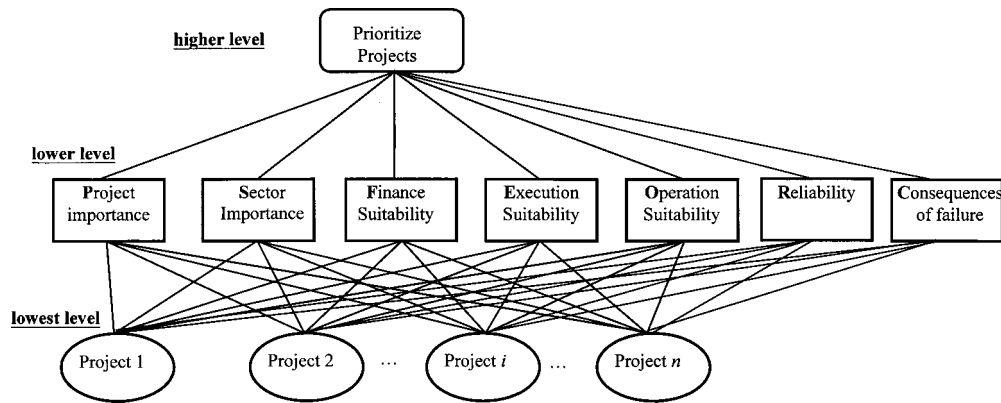 higher level
Prioritize
Projects
lower level
Project
importance
Sector
Importance
Finance
Suitability
Execution
Suitability
Operation
Suitability
Reliability
Consequences
of failure
lowest level
Project 1
Project 2
...
Project i
...
Project n